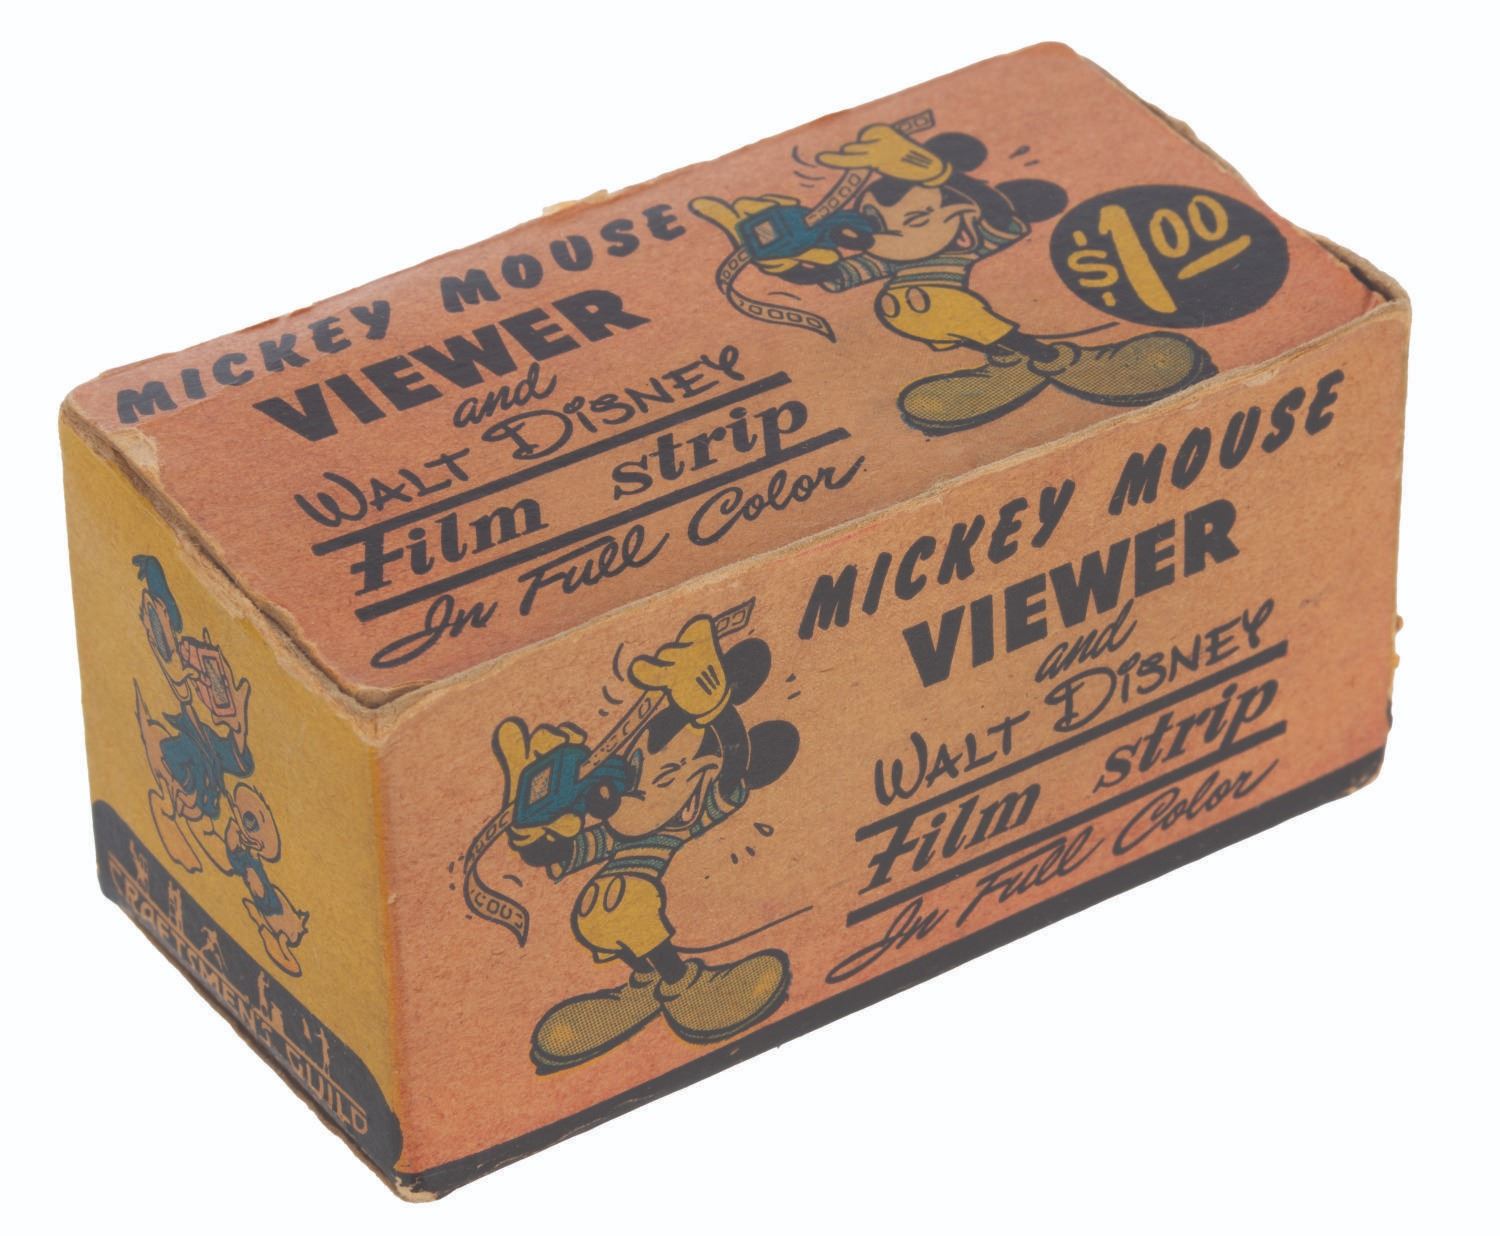 MICKEY MOUSE
VIEWER
and
WALT DISNEY
Film strip
In Full Color
$1.00
MICKEY MOUSE
VIEWER
and
WALT DISNEY
Film strip
In Full Color
CRAFTSMEN'S GUILD